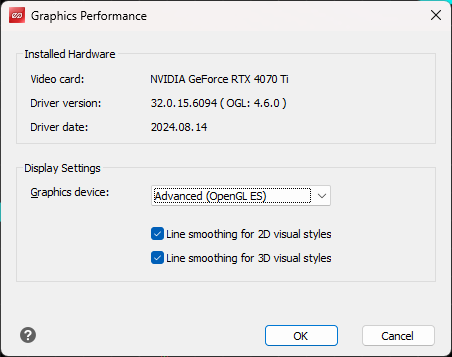 Graphics Performance
Installed Hardware
Video card: NVIDIA GeForce RTX 4070 Ti
Driver version: 32.0.15.6094 ( OGL: 4.6.0 )
Driver date: 2024.08.14
Display Settings
Graphics device: Advanced (OpenGL ES)
Line smoothing for 2D visual styles
Line smoothing for 3D visual styles
? OK Cancel